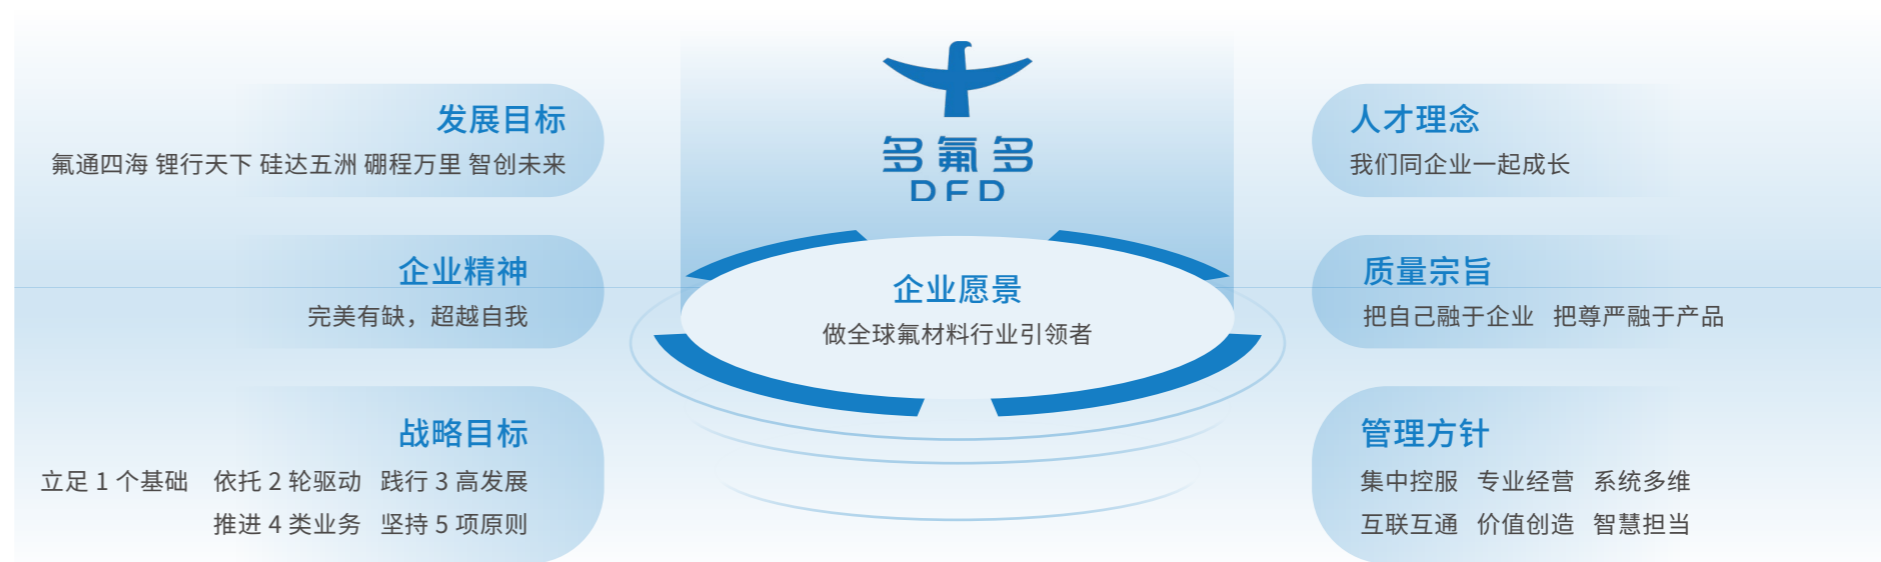 多氟多
DFD
企业愿景
做全球氟材料行业引领者
发展目标
氟通四海 锂行天下 硅达五洲 硼程万里 智创未来
企业精神
完美有缺，超越自我
战略目标
立足 1 个基础 依托 2 轮驱动 践行 3 高发展
推进 4 类业务 坚持 5 项原则
人才理念
我们同企业一起成长
质量宗旨
把自己融于企业 把尊严融于产品
管理方针
集中控服 专业经营 系统多维
互联互通 价值创造 智慧担当